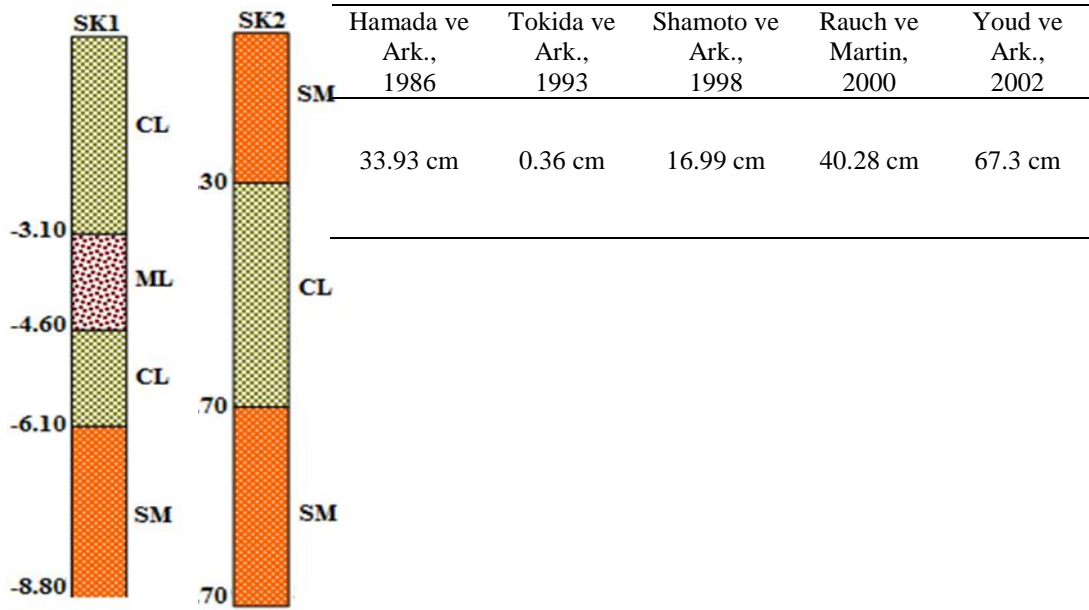 SK1
CL
-3.10
ML
-4.60
CL
-6.10
SM
-8.80
SK2
SM
.30
CL
.70
SM
.70
Hamada ve Ark., 1986
Tokida ve Ark., 1993
Shamoto ve Ark., 1998
Rauch ve Martin, 2000
Youd ve Ark., 2002
33.93 cm 0.36 cm 16.99 cm 40.28 cm 67.3 cm